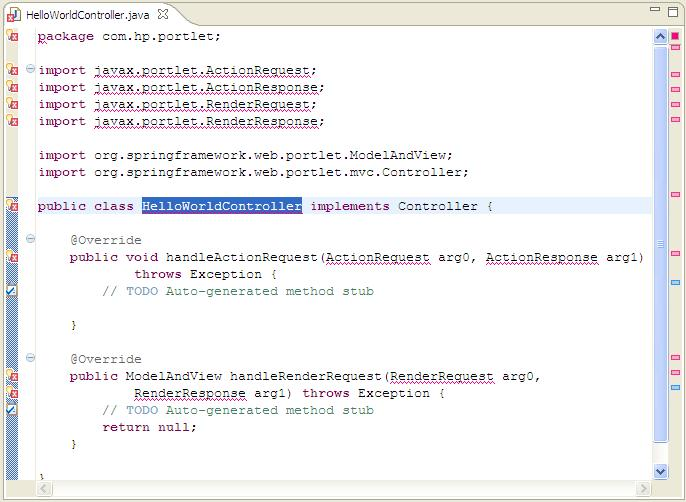 HelloWorldController.java
package com.hp.portlet;
import javax.portlet.ActionRequest;
import javax.portlet.ActionResponse;
import javax.portlet.RenderRequest;
import javax.portlet.RenderResponse;
import org.springframework.web.portlet.ModelAndView;
import org.springframework.web.portlet.mvc.Controller;
public class HelloWorldController implements Controller {
@Override
public void handleActionRequest(ActionRequest arg0, ActionResponse arg1)
throws Exception {
// TODO Auto-generated method stub
}
@Override
public ModelAndView handleRenderRequest(RenderRequest arg0,
RenderResponse arg1) throws Exception {
// TODO Auto-generated method stub
return null;
}
}